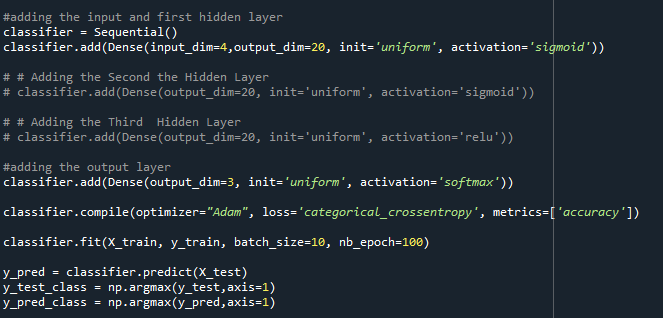 #adding the input and first hidden layer
classifier = Sequential()
classifier.add(Dense(input_dim=4,output_dim=20, init='uniform', activation='sigmoid'))
# # Adding the Second the Hidden Layer
# classifier.add(Dense(output_dim=20, init='uniform', activation='sigmoid'))
# # Adding the Third  Hidden Layer
# classifier.add(Dense(output_dim=20, init='uniform', activation='relu'))
#adding the output layer
classifier.add(Dense(output_dim=3, init='uniform', activation='softmax'))
classifier.compile(optimizer="Adam", loss='categorical_crossentropy', metrics=['accuracy'])
classifier.fit(X_train, y_train, batch_size=10, nb_epoch=100)
y_pred = classifier.predict(X_test)
y_test_class = np.argmax(y_test,axis=1)
y_pred_class = np.argmax(y_pred,axis=1)